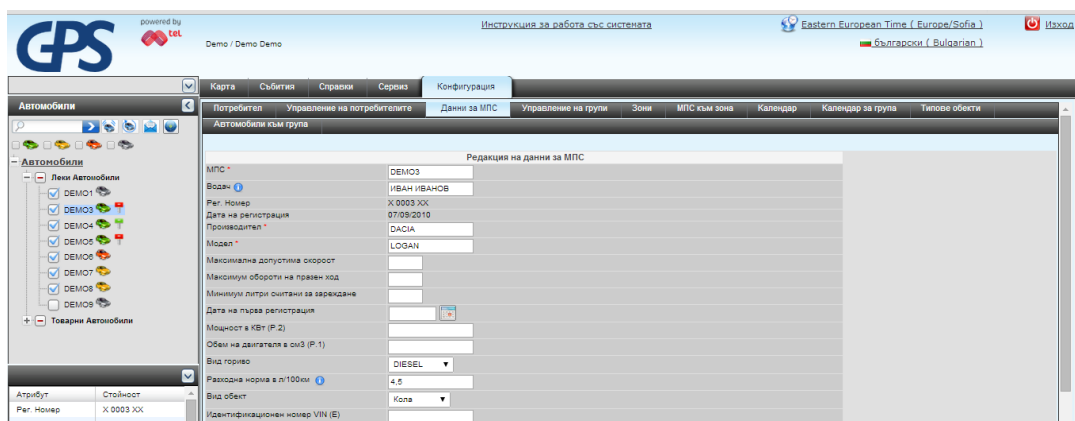 GPS
powered by
mtel
Demo / Demo Demo
Инструкция за работа със системата
Eastern European Time ( Europe/Sofia )
български ( Bulgarian )
Изход
Карта Събития Справки Сервиз Конфигурация
Автомобили
Потребител Управление на потребителите Данни за МПС Управление на групи Зони МПС към зона Календар Календар за група Типове обекти
Автомобили към група
Автомобили
Леки Автомобили
DEMO1
DEMO3
DEMO4
DEMO5
DEMO6
DEMO7
DEMO8
DEMO9
Товарни Автомобили
Атрибут Стойност
Рег. Номер X 0003 XX
Редакция на данни за МПС
МПС * DEMO3
Водач ИВАН ИВАНОВ
Рег. Номер X 0003 XX
Дата на регистрация 07/09/2010
Производител * DACIA
Модел * LOGAN
Максимална допустима скорост
Максимум обороти на празен ход
Минимум литри считани за зареждане
Дата на първа регистрация
Мощност в КВт (P.2)
Обем на двигателя в см3 (P.1)
Вид гориво DIESEL
Разходна норма в л/100км 4,5
Вид обект Кола
Идентификационен номер VIN (E)